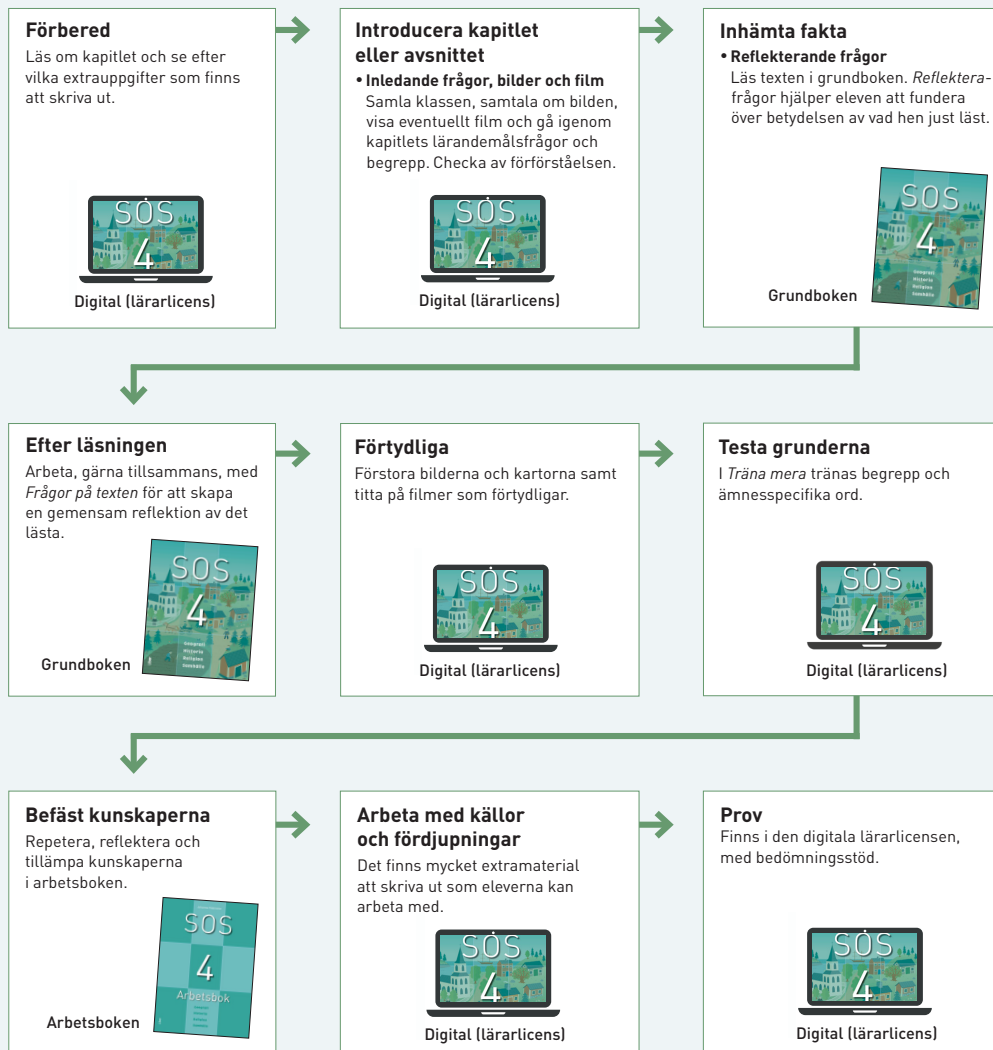 Förbered
Läs om kapitlet och se efter
vilka extrauppgifter som finns
att skriva ut.
SOS
4
Digital (lärarlicens)
Introducera kapitlet
eller avsnittet
• Inledande frågor, bilder och film
Samla klassen, samtala om bilden,
visa eventuellt film och gå igenom
kapitlets lärandemålsfrågor och
begrepp. Checka av förförståelsen.
SOS
4
Digital (lärarlicens)
Inhämta fakta
• Reflekterande frågor
Läs texten i grundboken. Reflektera-
frågor hjälper eleven att fundera
över betydelsen av vad hen just läst.
SOS
4
Geografi
Historia
Religion
Samhälle
Grundboken
Efter läsningen
Arbeta, gärna tillsammans, med
Frågor på texten för att skapa
en gemensam reflektion av det
lästa.
SOS
4
Geografi
Historia
Religion
Samhälle
Grundboken
Förtydliga
Förstora bilderna och kartorna samt
titta på filmer som förtydligar.
SOS
4
Digital (lärarlicens)
Testa grunderna
I Träna mera tränas begrepp och
ämnesspecifika ord.
SOS
4
Digital (lärarlicens)
Befäst kunskaperna
Repetera, reflektera och
tillämpa kunskaperna
i arbetsboken.
SOS
4
Arbetsbok
Arbetsboken
Arbeta med källor
och fördjupningar
Det finns mycket extramaterial
att skriva ut som eleverna kan
arbeta med.
SOS
4
Digital (lärarlicens)
Prov
Finns i den digitala lärarlicensen,
med bedömningsstöd.
SOS
4
Digital (lärarlicens)